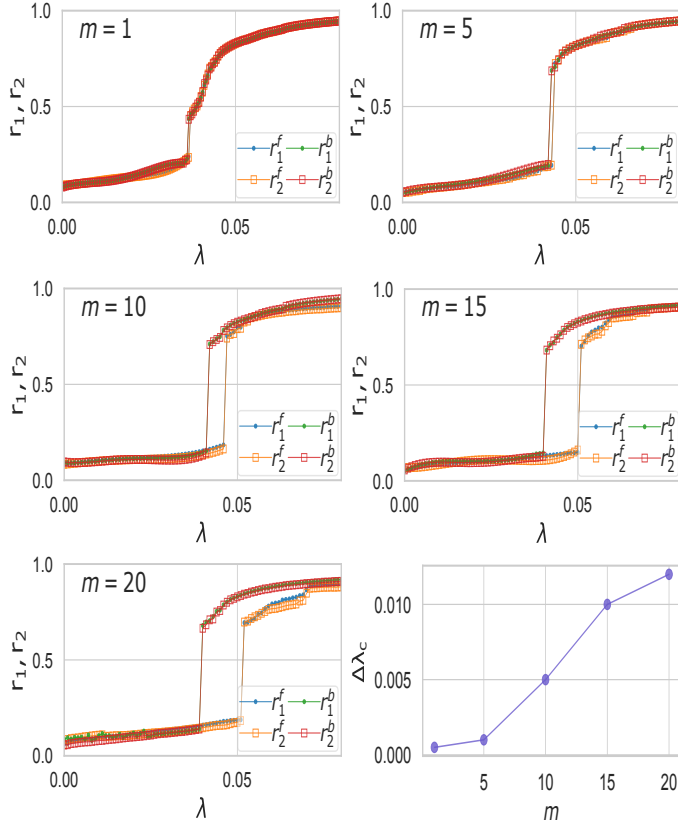 m = 1
r₁, r₂
1.0
0.5
0.0
0.00
0.05
λ
r₁ᶠ r₁ᵇ
r₂ᶠ r₂ᵇ
m = 5
r₁, r₂
1.0
0.5
0.0
0.00
0.05
λ
r₁ᶠ r₁ᵇ
r₂ᶠ r₂ᵇ
m = 10
r₁, r₂
1.0
0.5
0.0
0.00
0.05
λ
r₁ᶠ r₁ᵇ
r₂ᶠ r₂ᵇ
m = 15
r₁, r₂
1.0
0.5
0.0
0.00
0.05
λ
r₁ᶠ r₁ᵇ
r₂ᶠ r₂ᵇ
m = 20
r₁, r₂
1.0
0.5
0.0
0.00
0.05
λ
r₁ᶠ r₁ᵇ
r₂ᶠ r₂ᵇ
Δλ_c
0.010
0.005
0.000
5 10 15 20
m